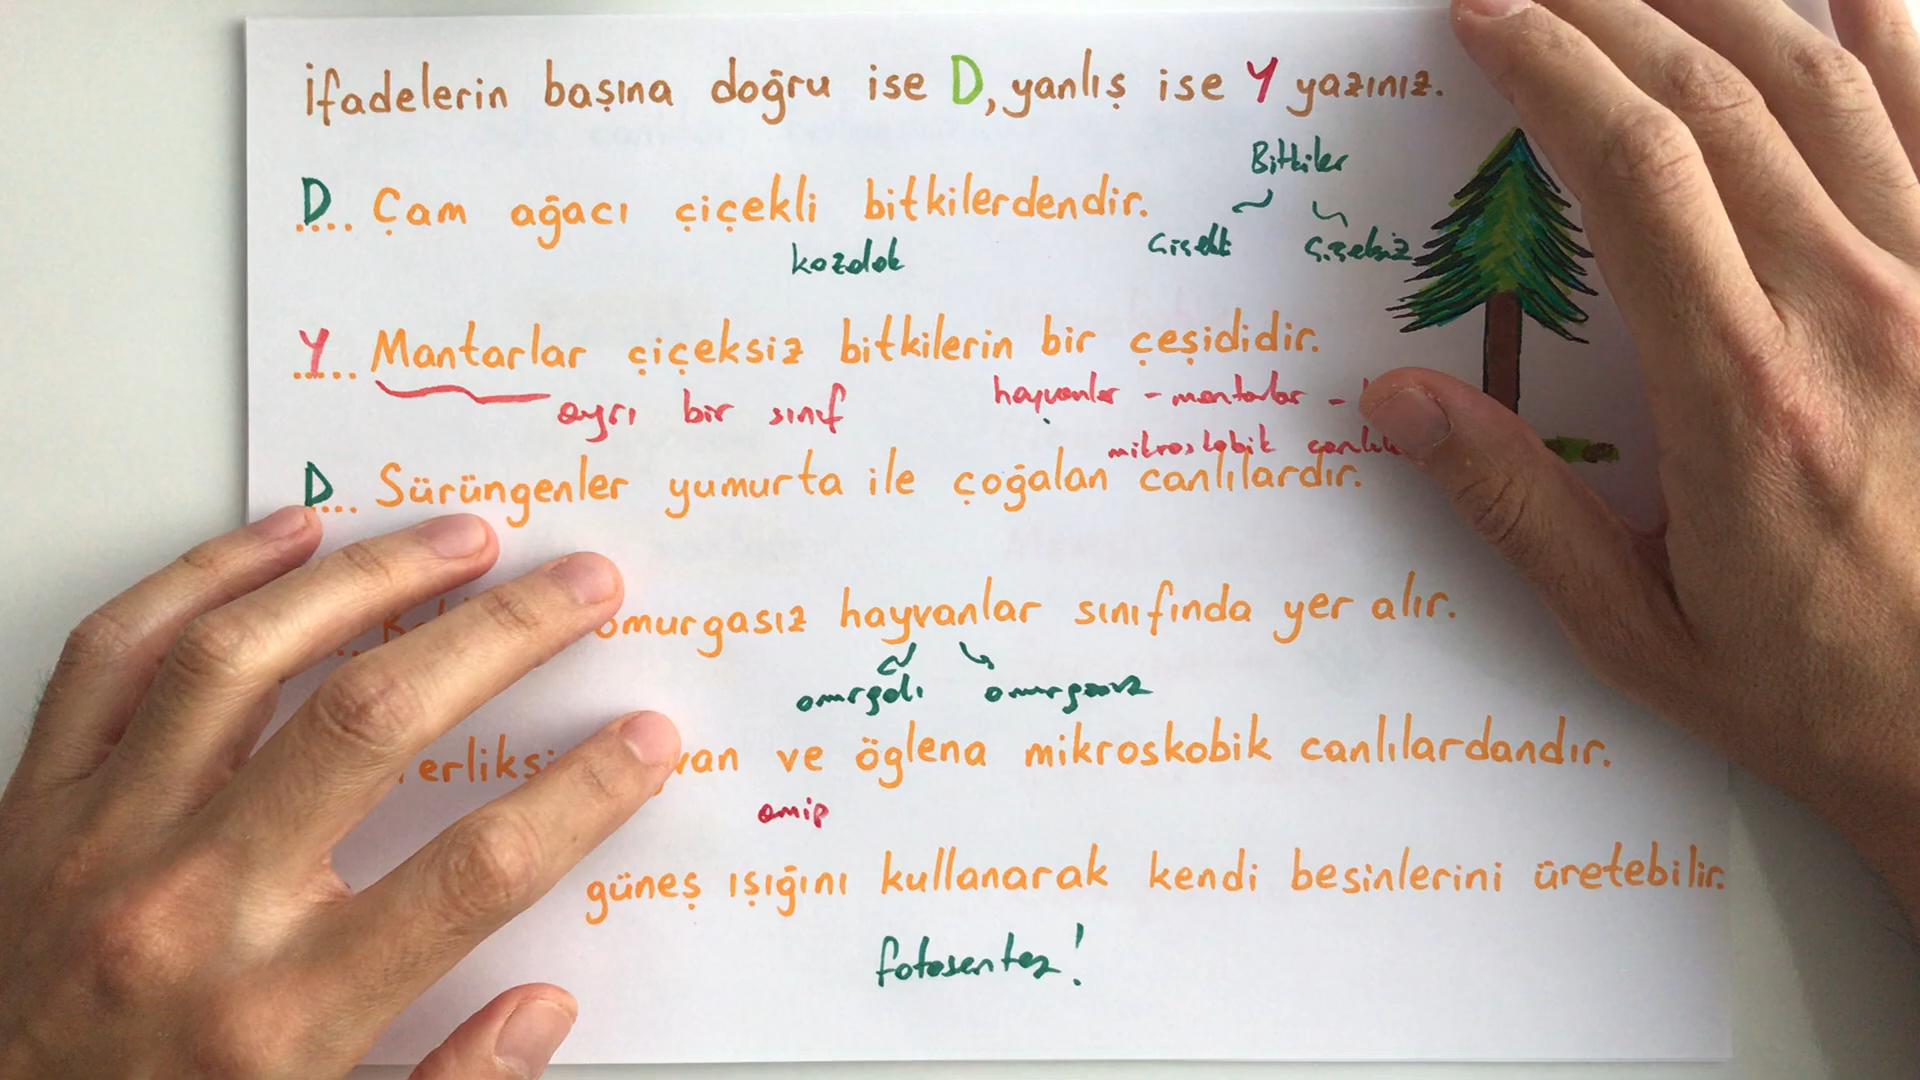 İfadelerin başına doğru ise D, yanlış ise Y yazınız.
Bitkiler
D.... Çam ağacı çiçekli bitkilerdendir.
kozalak
çiçekli çiçeksiz
Y.... Mantarlar çiçeksiz bitkilerin bir çeşididir.
ayrı bir sınıf
hayvanlar - mantarlar -
mikroskobik
D.... Sürüngenler yumurta ile çoğalan canlılardır.
omurgasız hayvanlar sınıfında yer alır.
omurgalı omurgasız
ve öglena mikroskobik canlılardandır.
amip
güneş ışığını kullanarak kendi besinlerini üretebilir.
fotosentez!